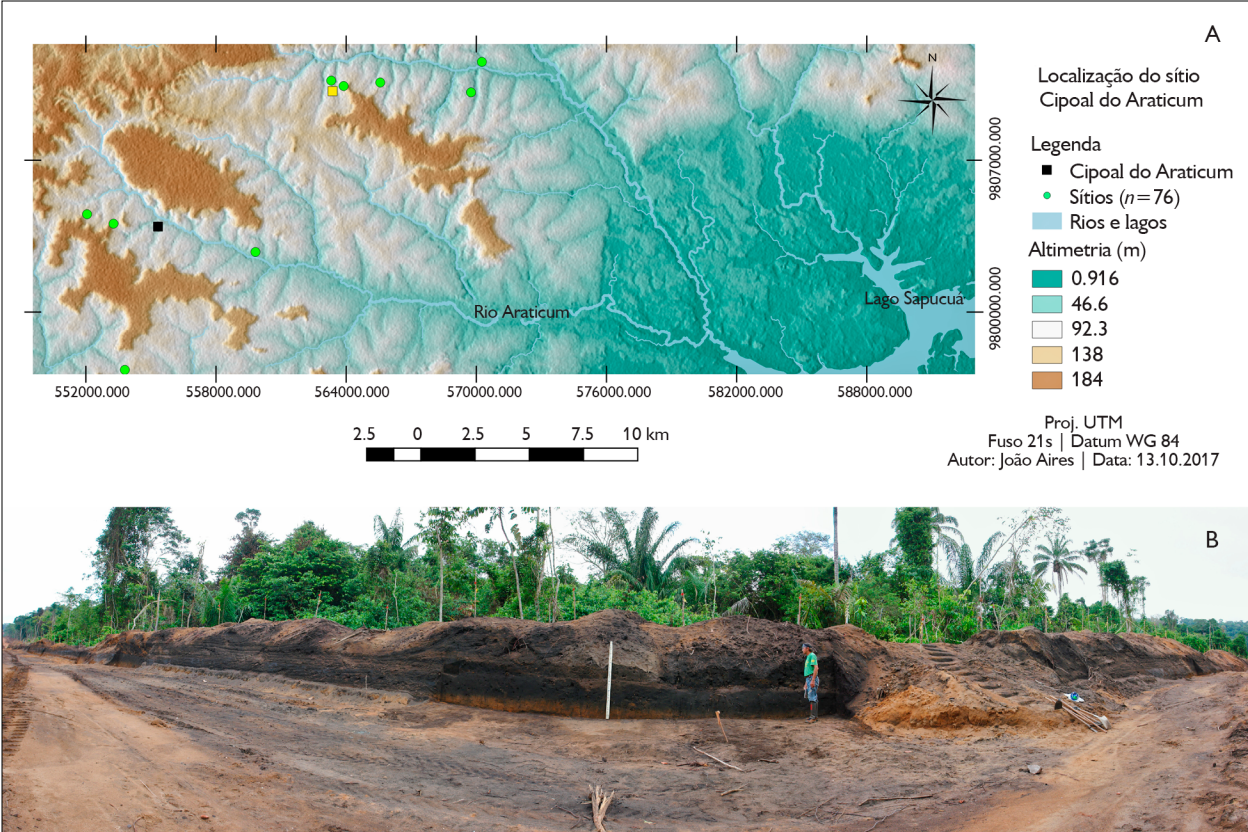 A
Localização do sítio
Cipoal do Araticum
N
Legenda
Cipoal do Araticum
Sítios (n=76)
Rios e lagos
Altimetria (m)
0.916
46.6
92.3
138
184
9807000.000
9800000.000
Rio Araticum
Lago Sapucuá
552000.000 558000.000 564000.000 570000.000 576000.000 582000.000 588000.000
2.5 0 2.5 5 7.5 10 km
Proj. UTM
Fuso 21s | Datum WG 84
Autor: João Aires | Data: 13.10.2017
B